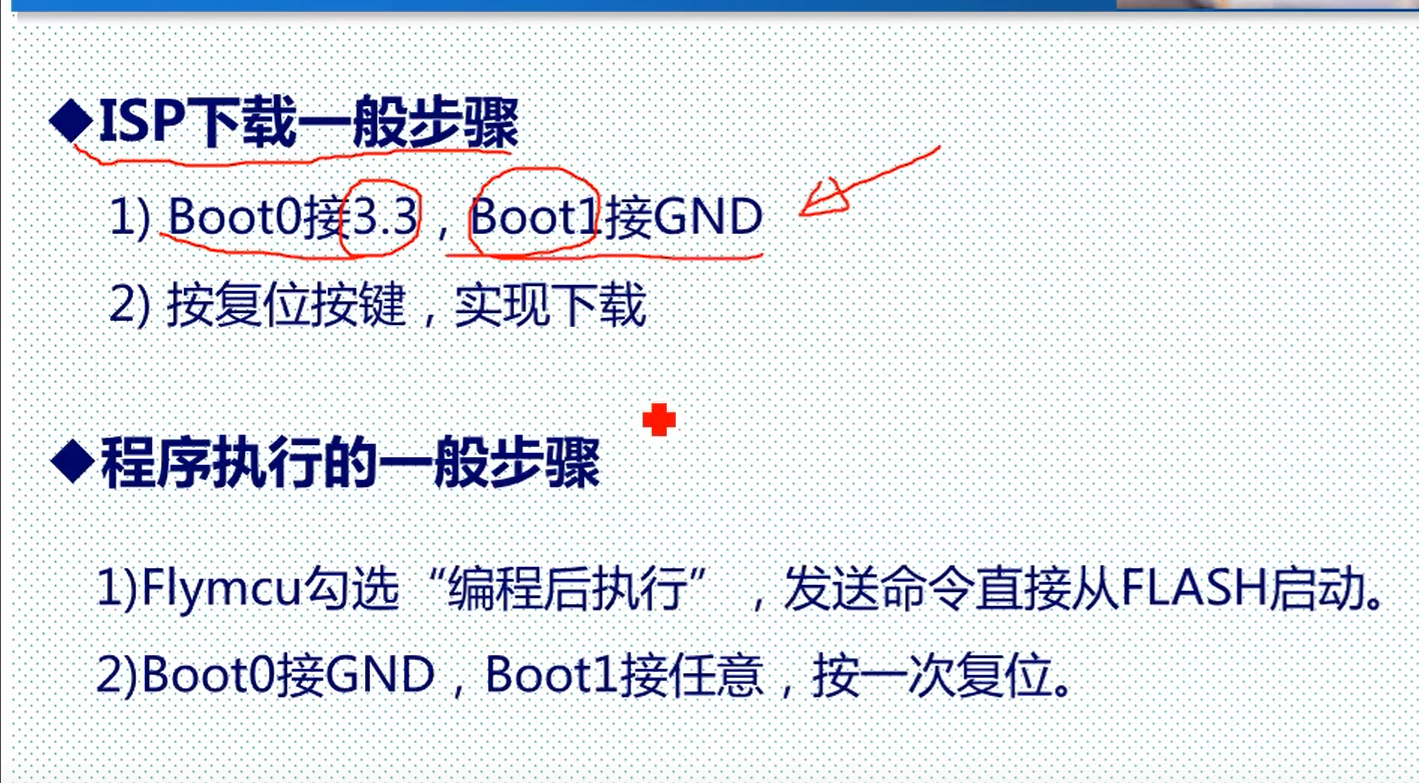 ◆ISP下载一般步骤
1) Boot0接3.3，Boot1接GND
2) 按复位按键，实现下载
◆程序执行的一般步骤
1)Flymcu勾选“编程后执行”，发送命令直接从FLASH启动。
2)Boot0接GND，Boot1接任意，按一次复位。